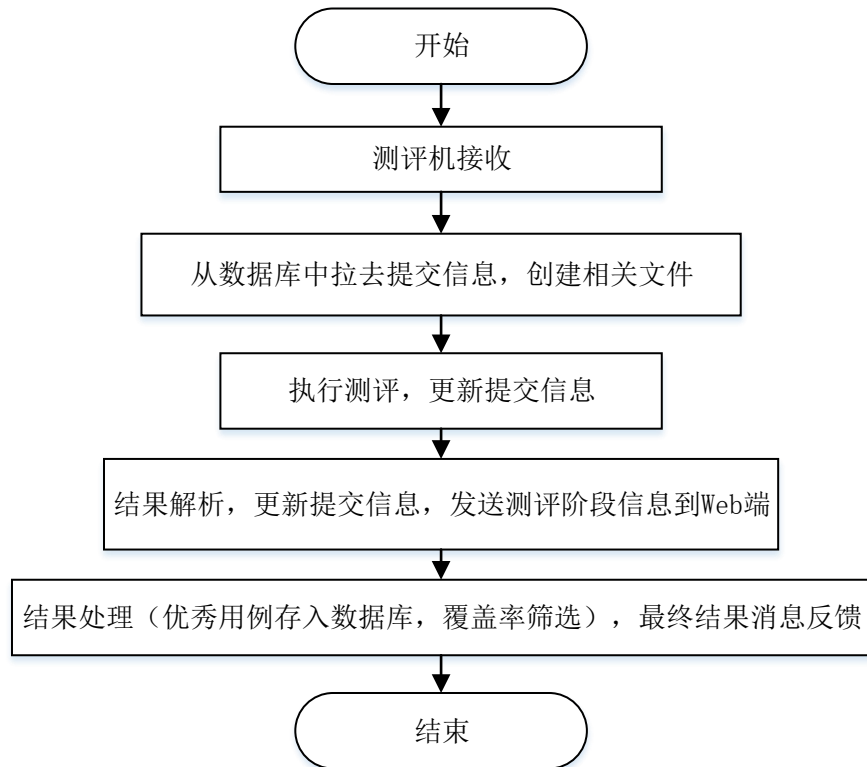 开始
测评机接收
从数据库中拉去提交信息，创建相关文件
执行测评，更新提交信息
结果解析，更新提交信息，发送测评阶段信息到Web端
结果处理（优秀用例存入数据库，覆盖率筛选），最终结果消息反馈
结束